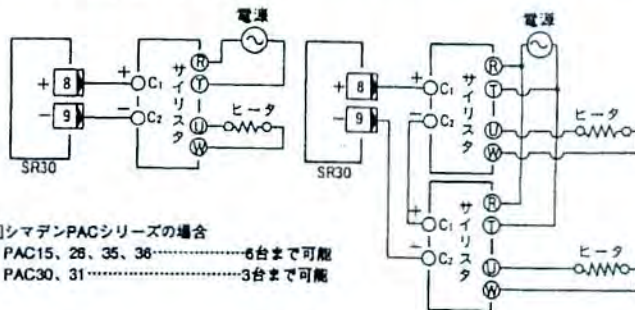 電源
+ 8
- 9
SR30
+
-
C₁
C₂
サイリスタ
R
T
U
W
ヒータ
電源
+ 8
- 9
SR30
+
-
C₁
C₂
サイリスタ
R
T
U
W
ヒータ
+
-
C₁
C₂
サイリスタ
R
T
U
W
ヒータ
シマデンPACシリーズの場合
PAC15、26、35、36………………6台まで可能
PAC30、31………………………3台まで可能